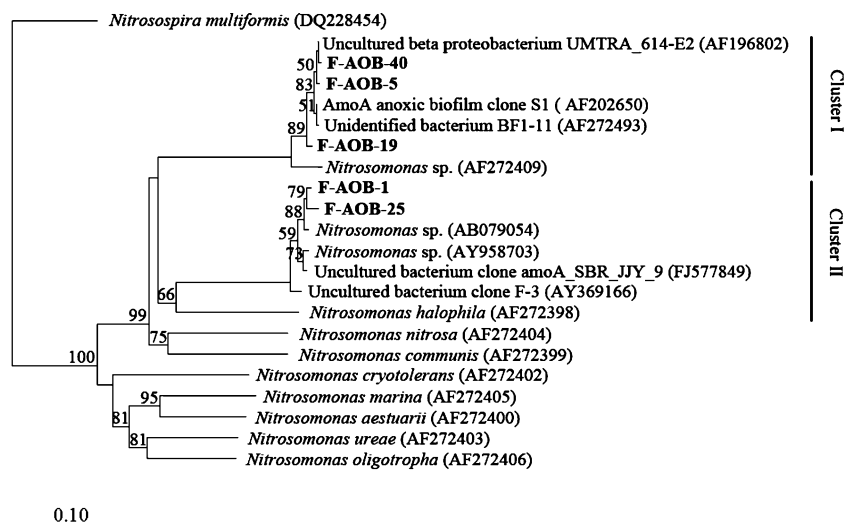 Nitrosospira multiformis (DQ228454)
Uncultured beta proteobacterium UMTRA_614-E2 (AF196802)
50 F-AOB-40
83 F-AOB-5
51 AmoA anoxic biofilm clone S1 ( AF202650)
Unidentified bacterium BF1-11 (AF272493)
89 F-AOB-19
Nitrosomonas sp. (AF272409)
Cluster I
79 F-AOB-1
88 F-AOB-25
59 Nitrosomonas sp. (AB079054)
73 Nitrosomonas sp. (AY958703)
Uncultured bacterium clone amoA_SBR_JJY_9 (FJ577849)
66 Uncultured bacterium clone F-3 (AY369166)
Nitrosomonas halophila (AF272398)
Cluster II
99
75 Nitrosomonas nitrosa (AF272404)
Nitrosomonas communis (AF272399)
100
Nitrosomonas cryotolerans (AF272402)
95 Nitrosomonas marina (AF272405)
81 Nitrosomonas aestuarii (AF272400)
81 Nitrosomonas ureae (AF272403)
Nitrosomonas oligotropha (AF272406)
0.10